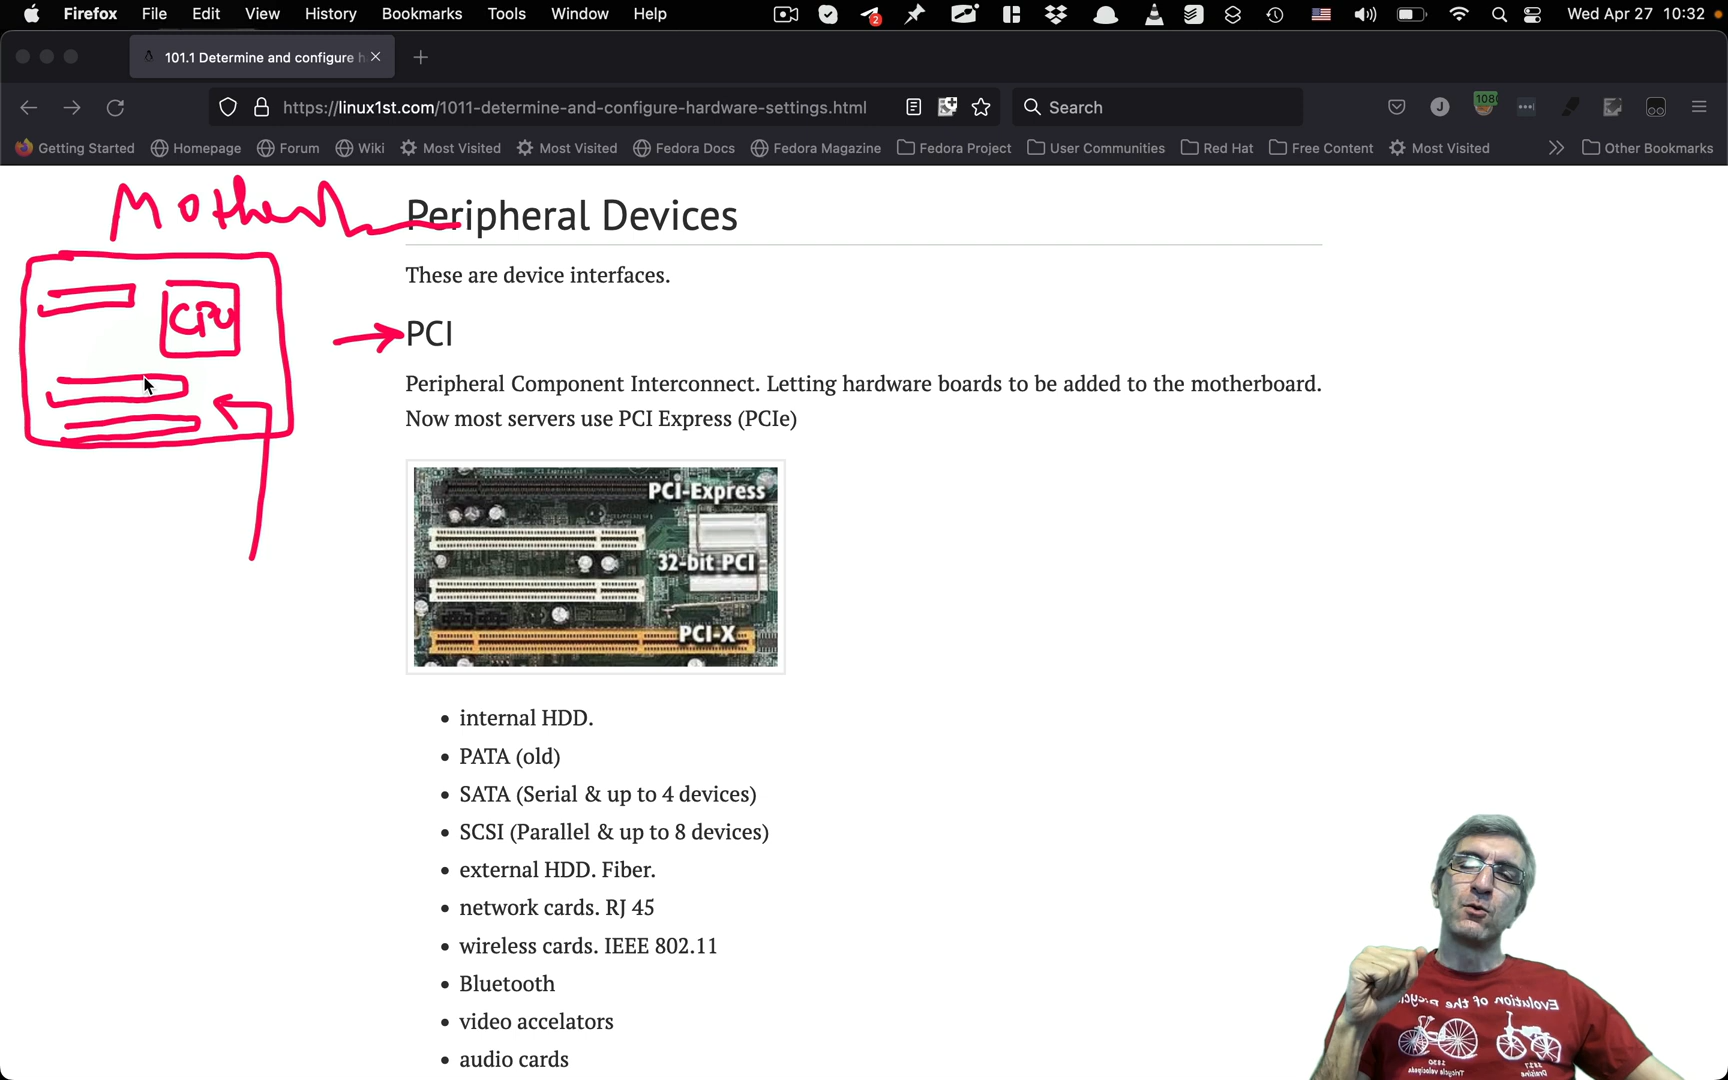 Firefox File Edit View History Bookmarks Tools Window Help 2 Wed Apr 27 10:32
101.1 Determine and configure h
https://linux1st.com/1011-determine-and-configure-hardware-settings.html Search J 108
Getting Started Homepage Forum Wiki Most Visited Most Visited Fedora Docs Fedora Magazine Fedora Project User Communities Red Hat Free Content Most Visited Other Bookmarks
Mother
CPU
Peripheral Devices
These are device interfaces.
PCI
Peripheral Component Interconnect. Letting hardware boards to be added to the motherboard.
Now most servers use PCI Express (PCIe)
PCi-Express
32-bit PCI
PCI-X
• internal HDD.
• PATA (old)
• SATA (Serial & up to 4 devices)
• SCSI (Parallel & up to 8 devices)
• external HDD. Fiber.
• network cards. RJ 45
• wireless cards. IEEE 802.11
• Bluetooth
• video accelators
• audio cards
Evolution of the